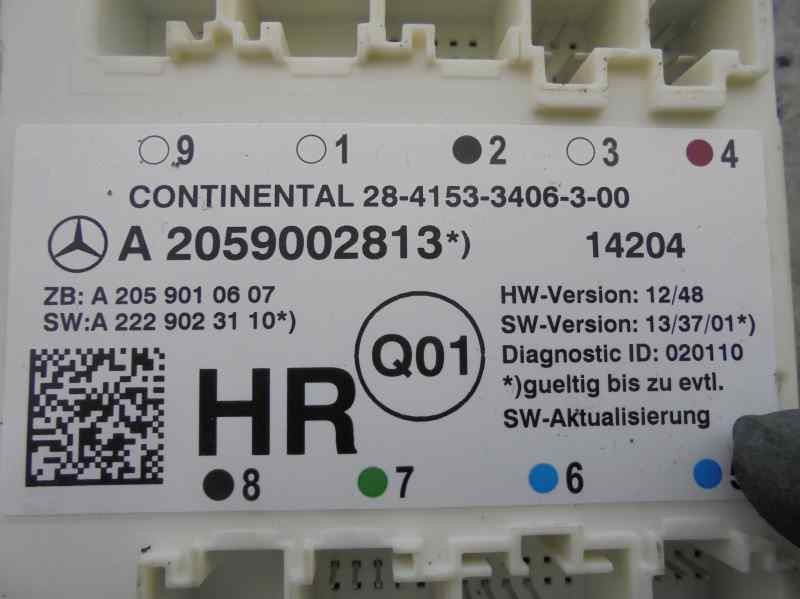 9 1 2 3 4
CONTINENTAL 28-4153-3406-3-00
A 2059002813*) 14204
ZB: A 205 901 06 07
SW:A 222 902 31 10*)
HR
Q01
HW-Version: 12/48
SW-Version: 13/37/01*)
Diagnostic ID: 020110
*)gueltig bis zu evtl.
SW-Aktualisierung
8 7 6